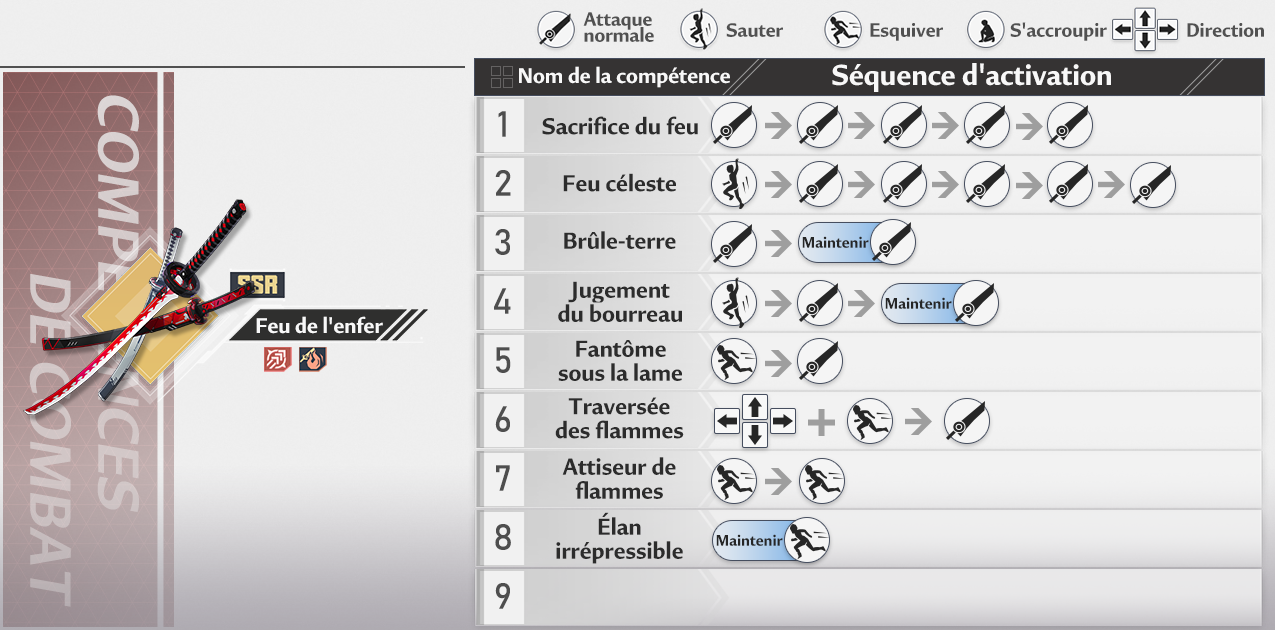 Attaque
normale
Sauter
Esquiver
S'accroupir
Direction
Nom de la compétence
Séquence d'activation
COMPÉTENCES
DE COMBAT
SSR
Feu de l'enfer
1 Sacrifice du feu
2 Feu céleste
3 Brûle-terre Maintenir
4 Jugement
du bourreau Maintenir
5 Fantôme
sous la lame
6 Traversée
des flammes
7 Attiseur de
flammes
8 Élan
irrépressible Maintenir
9